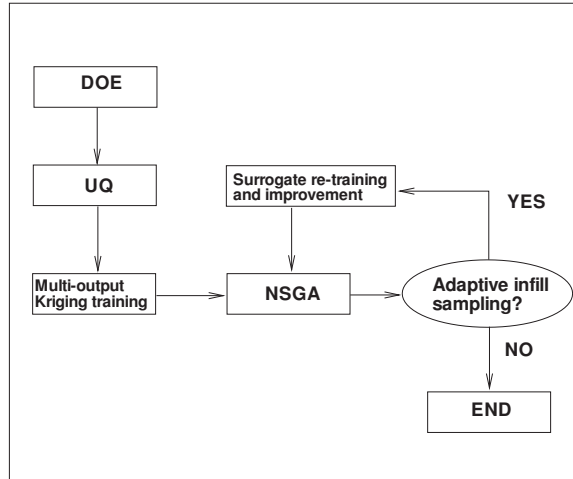 DOE
UQ
Multi-output
Kriging training
Surrogate re-training
and improvement
NSGA
Adaptive infill
sampling?
YES
NO
END